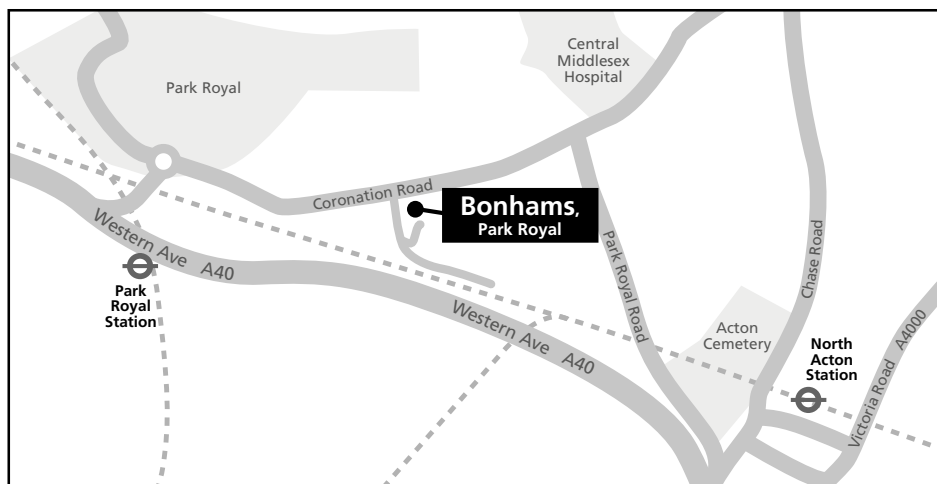 Central
Middlesex
Hospital
Park Royal
Coronation Road
Bonhams,
Park Royal
Western Ave A40
Park
Royal
Station
Park Royal Road
Chase Road
Western Ave A40
Acton
Cemetery
North
Acton
Station
Victoria Road A4000